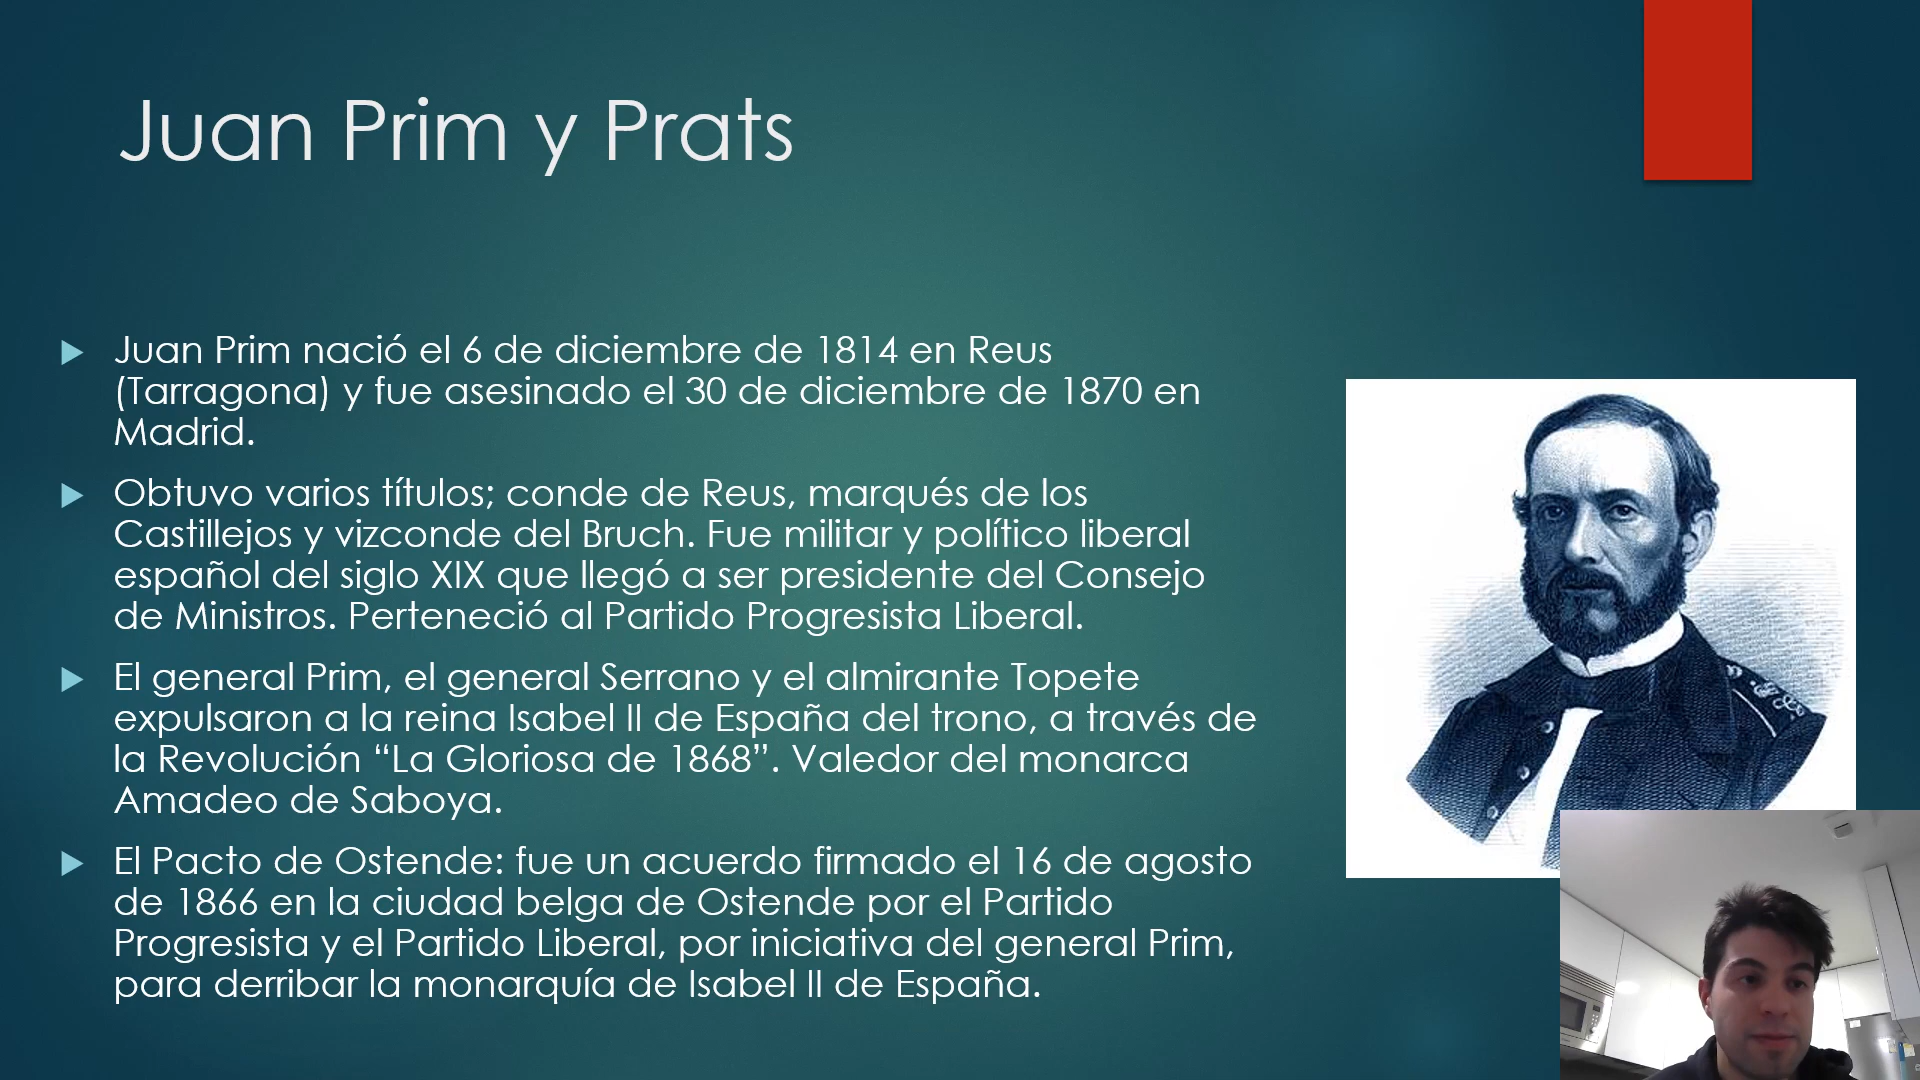 Juan Prim y Prats
Juan Prim nació el 6 de diciembre de 1814 en Reus
(Tarragona) y fue asesinado el 30 de diciembre de 1870 en
Madrid.
Obtuvo varios títulos; conde de Reus, marqués de los
Castillejos y vizconde del Bruch. Fue militar y político liberal
español del siglo XIX que llegó a ser presidente del Consejo
de Ministros. Perteneció al Partido Progresista Liberal.
El general Prim, el general Serrano y el almirante Topete
expulsaron a la reina Isabel II de España del trono, a través de
la Revolución “La Gloriosa de 1868”. Valedor del monarca
Amadeo de Saboya.
El Pacto de Ostende: fue un acuerdo firmado el 16 de agosto
de 1866 en la ciudad belga de Ostende por el Partido
Progresista y el Partido Liberal, por iniciativa del general Prim,
para derribar la monarquía de Isabel II de España.